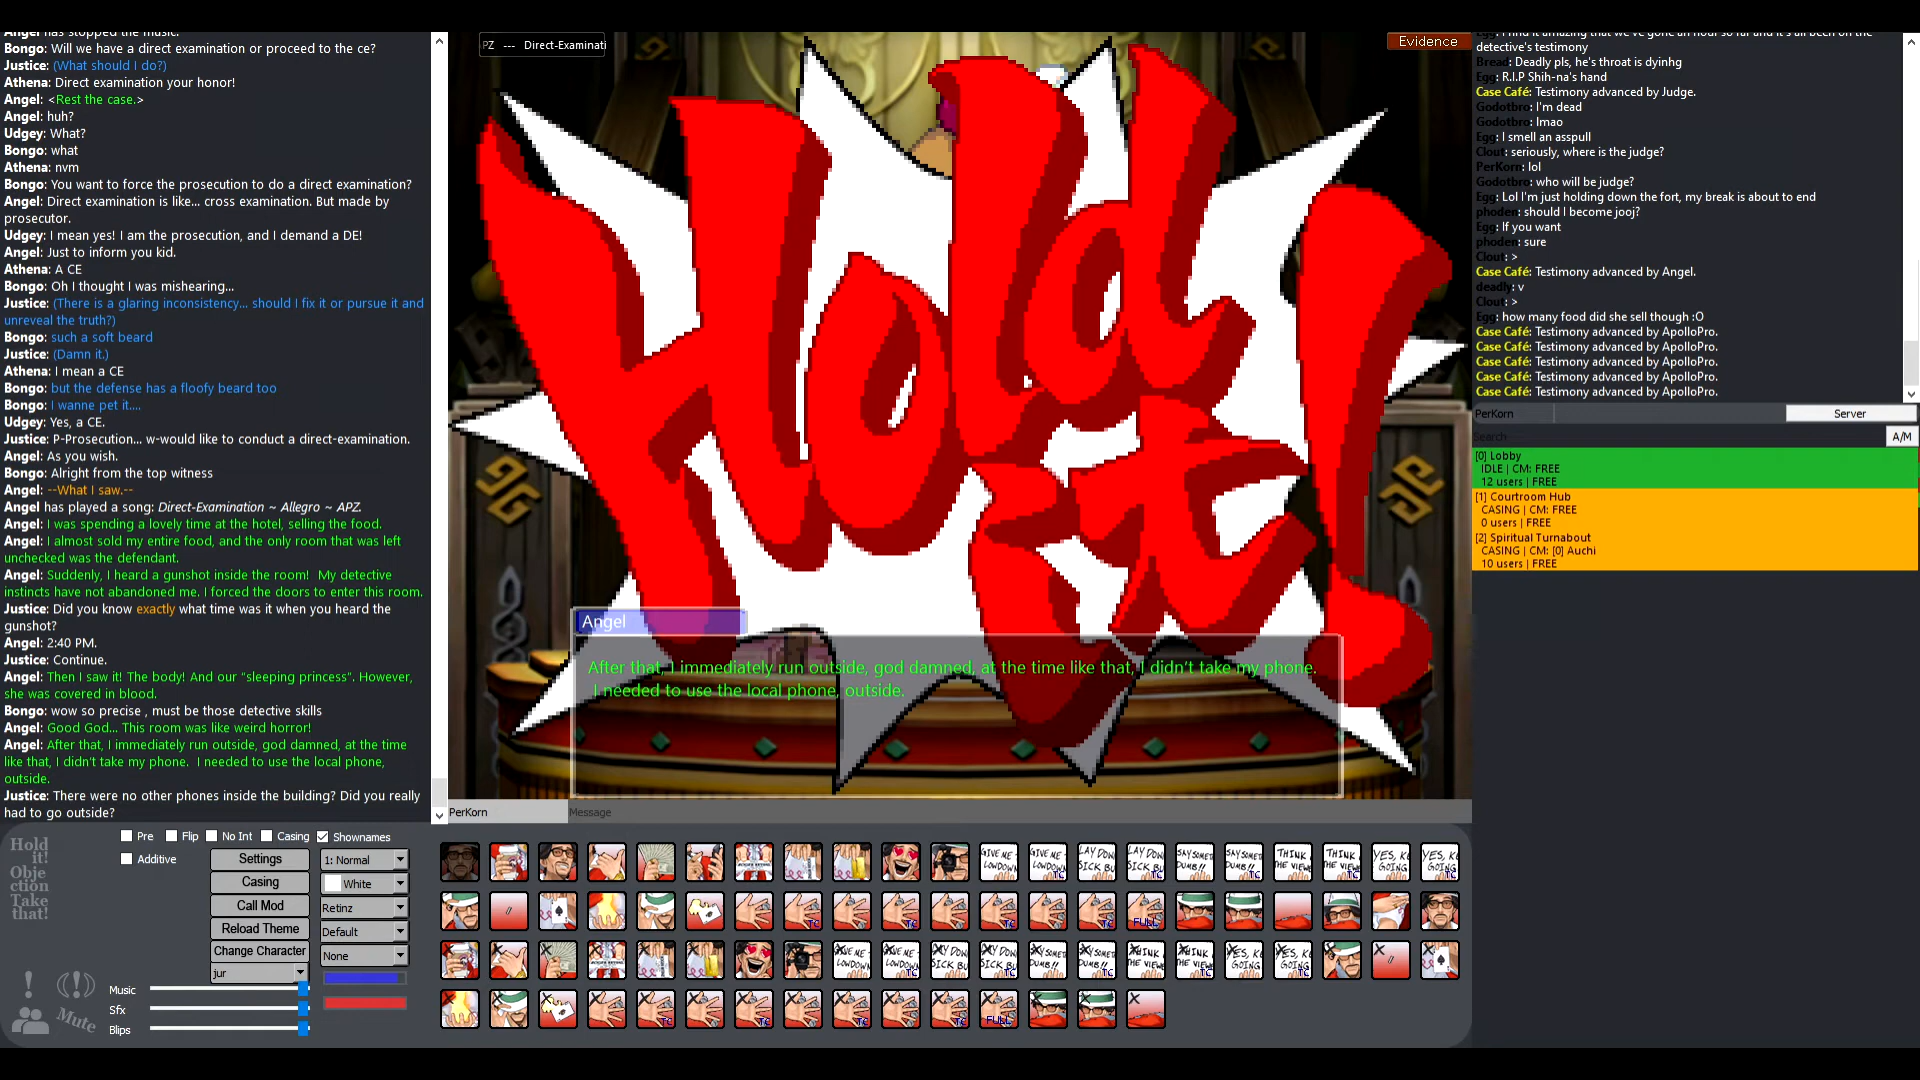 Angel has stopped the music.
Bongo: Will we have a direct examination or proceed to the ce?
Justice: (What should I do?)
Athena: Direct examination your honor!
Angel: <Rest the case.>
Angel: huh?
Udgey: What?
Bongo: what
Athena: nvm
Bongo: You want to force the prosecution to do a direct examination?
Angel: Direct examination is like... cross examination. But made by
prosecutor.
Udgey: I mean yes! I am the prosecution, and I demand a DE!
Angel: Just to inform you kid.
Athena: A CE
Bongo: Oh I thought I was mishearing...
Justice: (There is a glaring inconsistency... should I fix it or pursue it and
unreveal the truth?)
Bongo: such a soft beard
Justice: (Damn it.)
Athena: I mean a CE
Bongo: but the defense has a floofy beard too
Bongo: I wanne pet it....
Udgey: Yes, a CE.
Justice: P-Prosecution... w-would like to conduct a direct-examination.
Angel: As you wish.
Bongo: Alright from the top witness
Angel: --What I saw.--
Angel has played a song: Direct-Examination ~ Allegro ~ APZ.
Angel: I was spending a lovely time at the hotel, selling the food.
Angel: I almost sold my entire food, and the only room that was left
unchecked was the defendant.
Angel: Suddenly, I heard a gunshot inside the room!  My detective
instincts have not abandoned me. I forced the doors to enter this room.
Justice: Did you know exactly what time was it when you heard the
gunshot?
Angel: 2:40 PM.
Justice: Continue.
Angel: Then I saw it! The body! And our "sleeping princess". However,
she was covered in blood.
Bongo: wow so precise , must be those detective skills
Angel: Good God... This room was like weird horror!
Angel: After that, I immediately run outside, god damned, at the time
like that, I didn't take my phone.  I needed to use the local phone,
outside.
Justice: There were no other phones inside the building? Did you really
had to go outside?
PZ --- Direct-Examinati
Evidence
Hold
it!
Angel
After that, I immediately run outside, god damned, at the time like that, I didn't take my phone.
I needed to use the local phone, outside.
PerKorn
Message
detective's testimony
Bread: Deadly pls, he's throat is dyinhg
Egg: R.I.P Shih-na's hand
Case Café: Testimony advanced by Judge.
Godotbro: I'm dead
Godotbro: lmao
Egg: I smell an asspull
Clout: seriously, where is the judge?
PerKorn: lol
Godotbro: who will be judge?
Egg: Lol I'm just holding down the fort, my break is about to end
phoden: should I become jooj?
Egg: If you want
phoden: sure
Clout: >
Case Café: Testimony advanced by Angel.
deadly: v
Clout: >
Egg: how many food did she sell though :O
Case Café: Testimony advanced by ApolloPro.
Case Café: Testimony advanced by ApolloPro.
Case Café: Testimony advanced by ApolloPro.
Case Café: Testimony advanced by ApolloPro.
Case Café: Testimony advanced by ApolloPro.
PerKorn
Server
Search
A/M
[0] Lobby
IDLE | CM: FREE
12 users | FREE
[1] Courtroom Hub
CASING | CM: FREE
0 users | FREE
[2] Spiritual Turnabout
CASING | CM: [0] Auchi
10 users | FREE
Hold
it!
Obje
ction
Take
that!
Pre
Flip
No Int
Casing
Shownames
Additive
Settings
1: Normal
Casing
White
Call Mod
Retinz
Reload Theme
Default
Change Character
None
jur
Music
Sfx
Blips
Mute